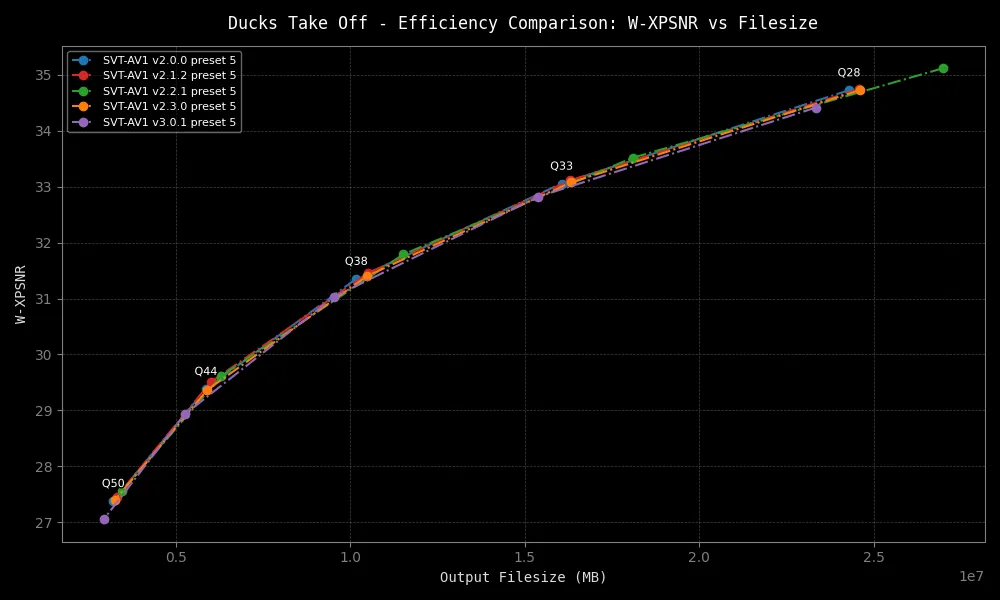 Ducks Take Off - Efficiency Comparison: W-XPSNR vs Filesize
SVT-AV1 v2.0.0 preset 5
SVT-AV1 v2.1.2 preset 5
SVT-AV1 v2.2.1 preset 5
SVT-AV1 v2.3.0 preset 5
SVT-AV1 v3.0.1 preset 5
Q28
Q33
Q38
Q44
Q50
W-XPSNR
35
34
33
32
31
30
29
28
27
0.5
1.0
1.5
2.0
2.5
1e7
Output Filesize (MB)